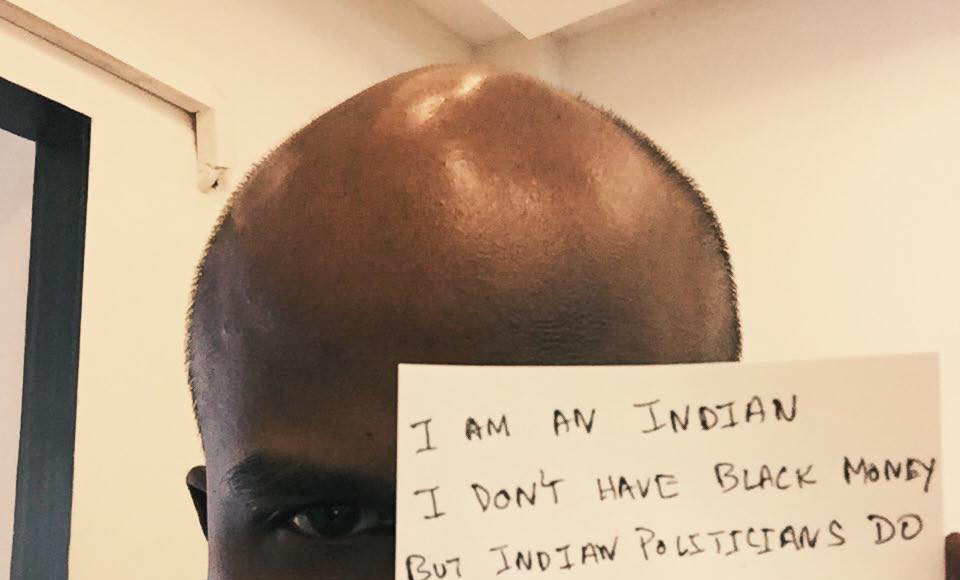 I AM AN INDIAN
I DON'T HAVE BLACK MONEY
BUT INDIAN POLITICIANS DO